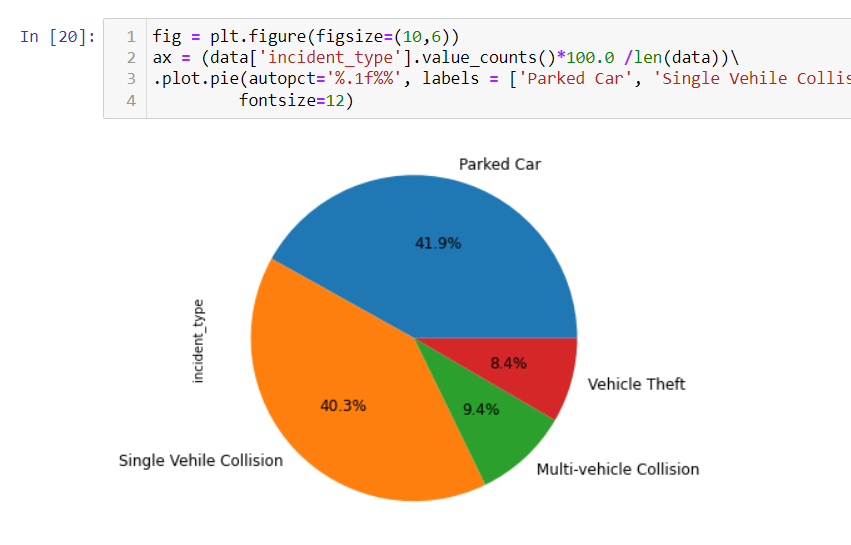 In [20]:
1 fig = plt.figure(figsize=(10,6))
2 ax = (data['incident_type'].value_counts()*100.0 /len(data))\
3 .plot.pie(autopct='%.1f%%', labels = ['Parked Car', 'Single Vehile Collis
4 fontsize=12)
Parked Car
41.9%
incident_type
8.4%
Vehicle Theft
40.3%
9.4%
Single Vehile Collision
Multi-vehicle Collision